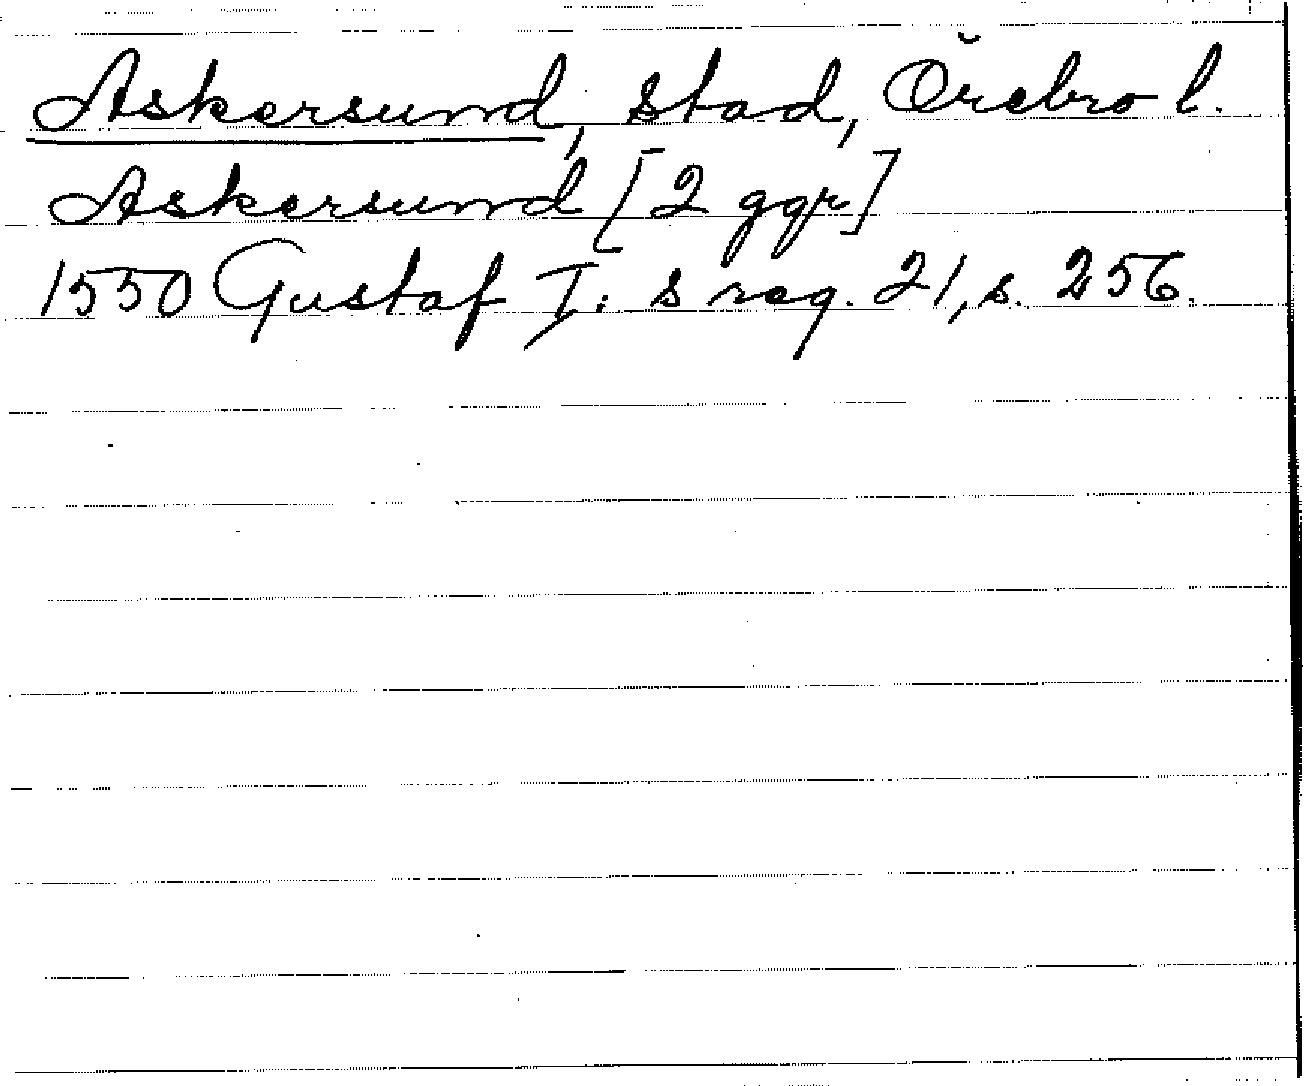 Askersund, stad, Örebro l.
Askersund [2 ggr]
1550 Gustaf I: s reg. 21, s. 256.